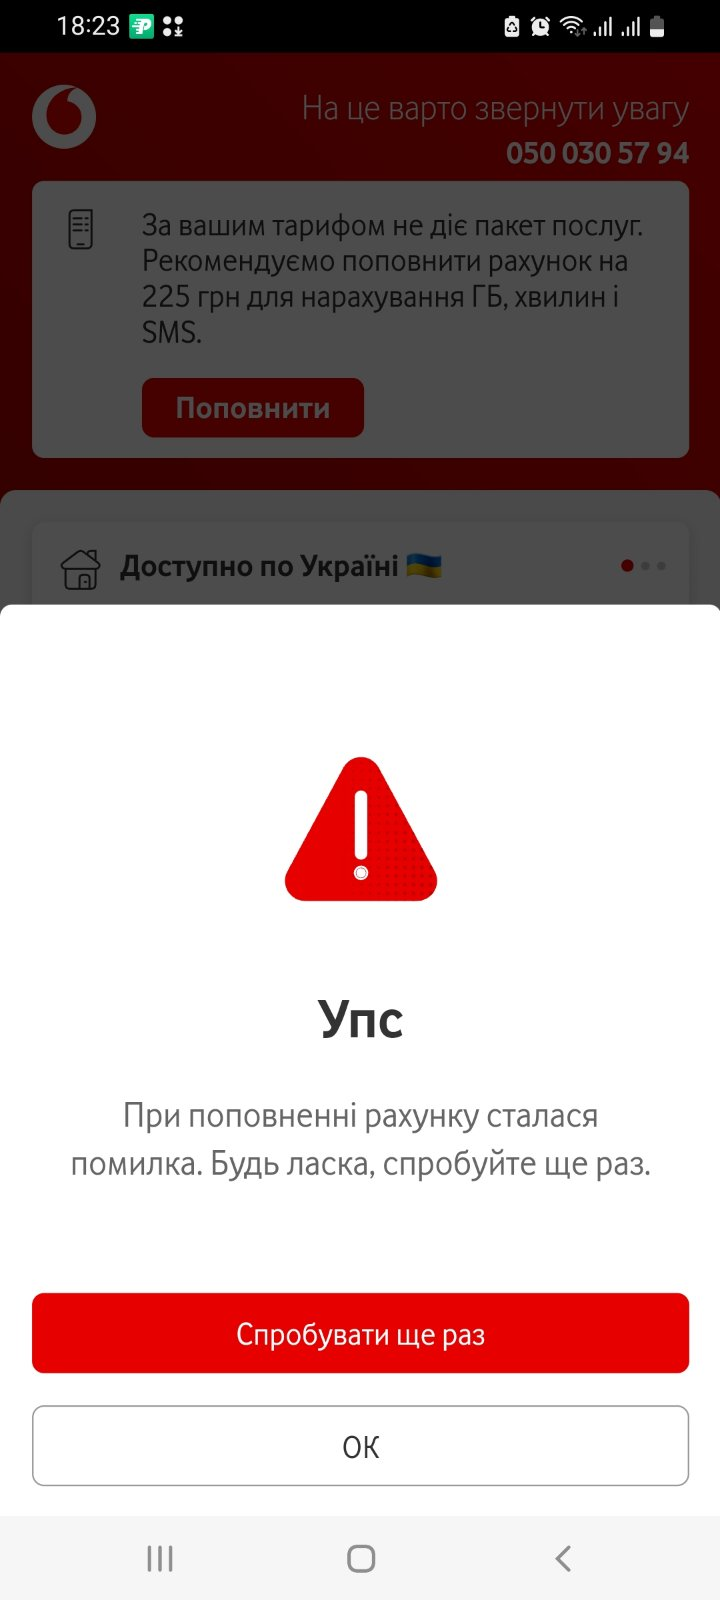 18:23
На це варто звернути увагу
050 030 57 94
За вашим тарифом не діє пакет послуг.
Рекомендуємо поповнити рахунок на
225 грн для нарахування ГБ, хвилин і
SMS.
Поповнити
Доступно по Україні 🇺🇦
Упс
При поповненні рахунку сталася
помилка. Будь ласка, спробуйте ще раз.
Спробувати ще раз
ОК